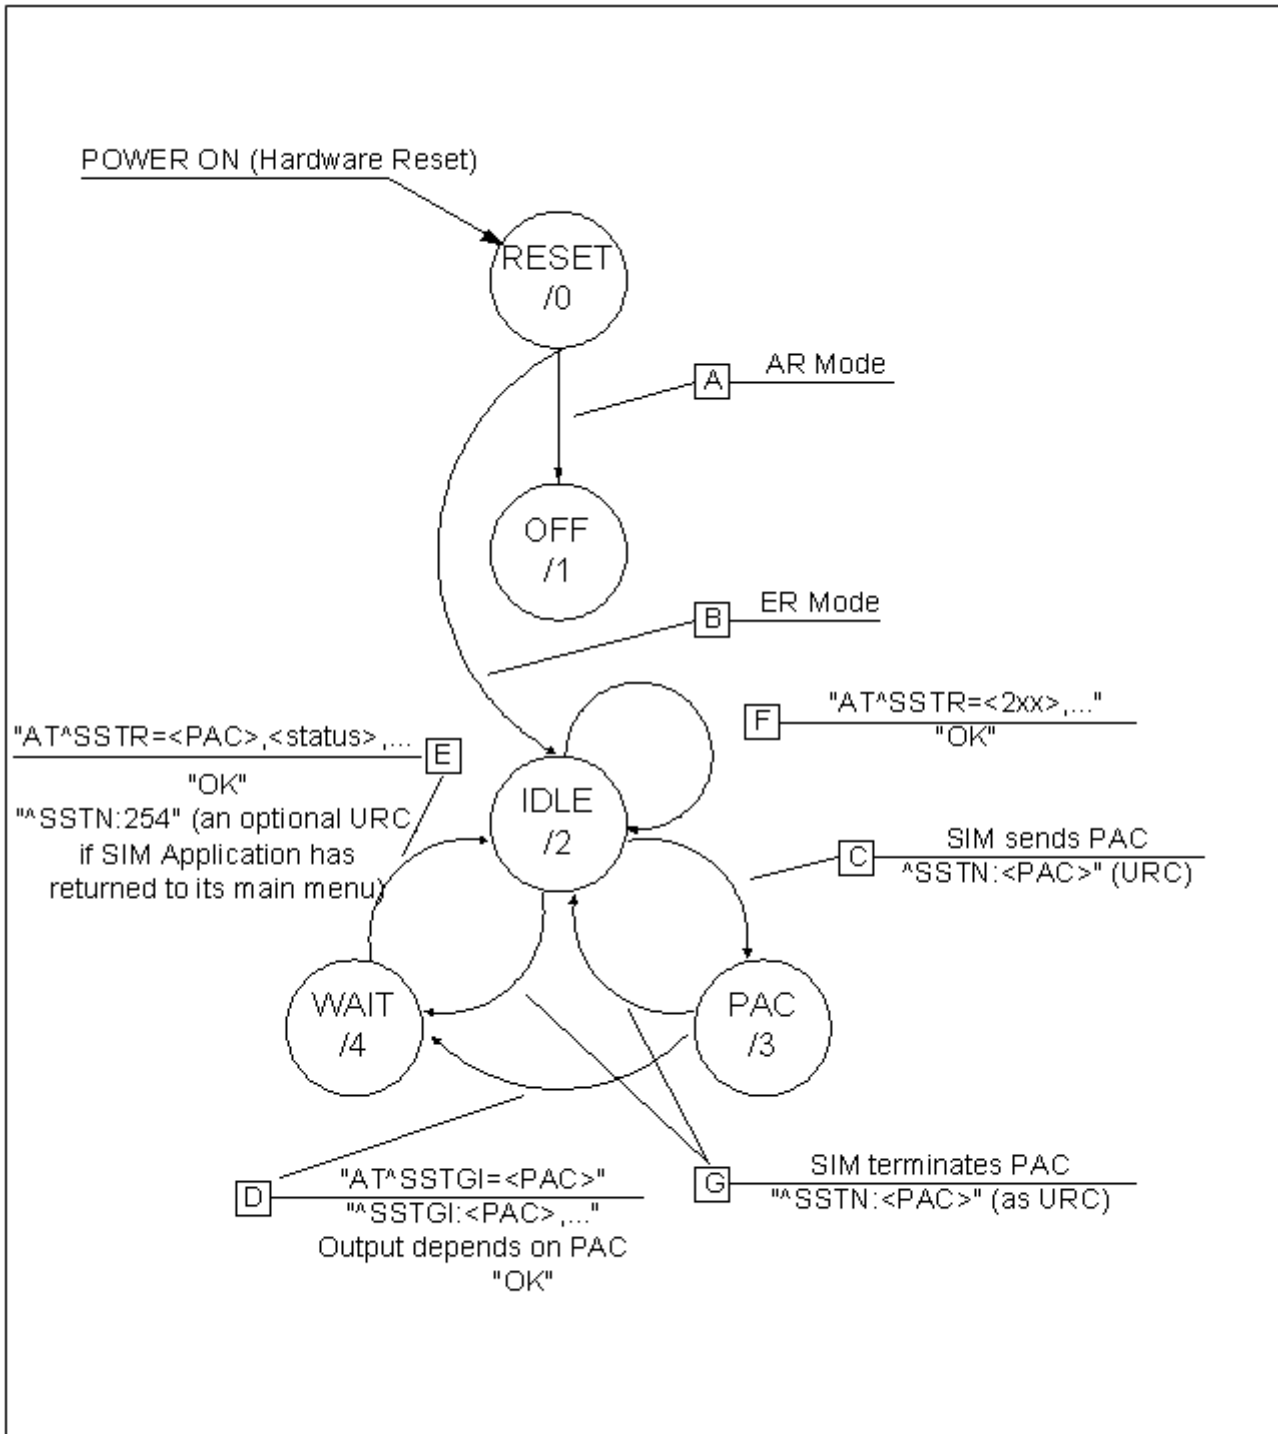 POWER ON (Hardware Reset)
RESET
/0
A
AR Mode
OFF
/1
B
ER Mode
"AT^SSTR=<PAC>,<status>,...
E
"OK"
"^SSTN:254" (an optional URC
if SIM Application has
returned to its main menu)
F
"AT^SSTR=<2xx>,..."
"OK"
IDLE
/2
C
SIM sends PAC
^SSTN:<PAC>" (URC)
WAIT
/4
PAC
/3
D
"AT^SSTGI=<PAC>"
"^SSTGI:<PAC>,..."
Output depends on PAC
"OK"
G
SIM terminates PAC
"^SSTN:<PAC>" (as URC)